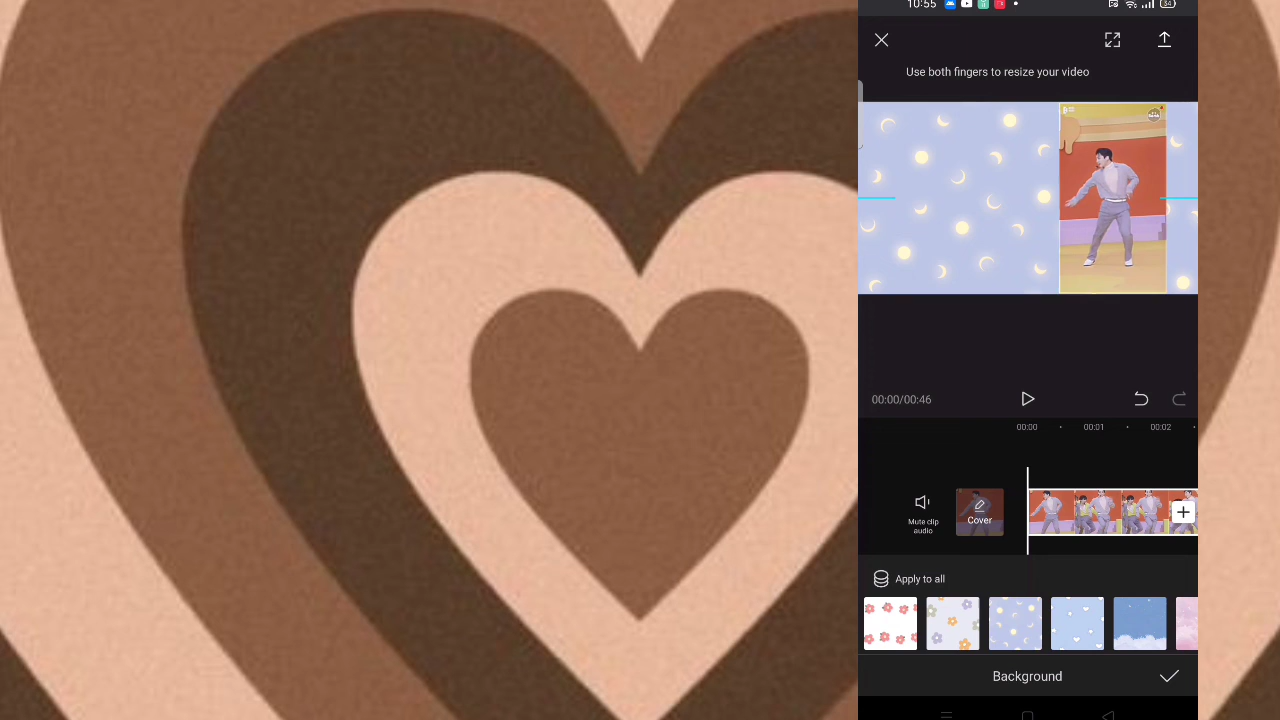 10:55
34
Use both fingers to resize your video
00:00/00:46
00:00
00:01
00:02
Mute clip
audio
Cover
Apply to all
Background